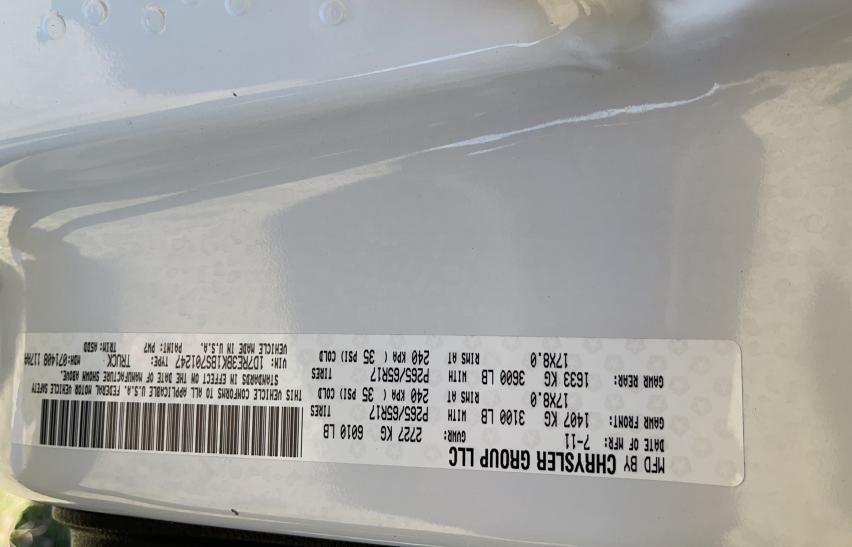 MFD BY CHRYSLER GROUP LLC
DATE OF MFR: 7-11 GVWR: 2727 KG 6010 LB
GAWR FRONT: 1407 KG 3100 LB WITH P265/65R17 TIRES
17X8.0 RIMS AT 240 KPA( 35 PSI) COLD
GAWR REAR: 1633 KG 3600 LB WITH P265/65R17 TIRES
17X8.0 RIMS AT 240 KPA( 35 PSI) COLD
THIS VEHICLE CONFORMS TO ALL APPLICABLE U.S.A. FEDERAL MOTOR VEHICLE SAFETY
STANDARDS IN EFFECT ON THE DATE OF MANUFACTURE SHOWN ABOVE.
VIN: 1D7RE3BK1BS701247 TYPE: TRUCK MDH:071408 117AA
VEHICLE MADE IN U.S.A. PAINT: PW7 TRIM: A5DD